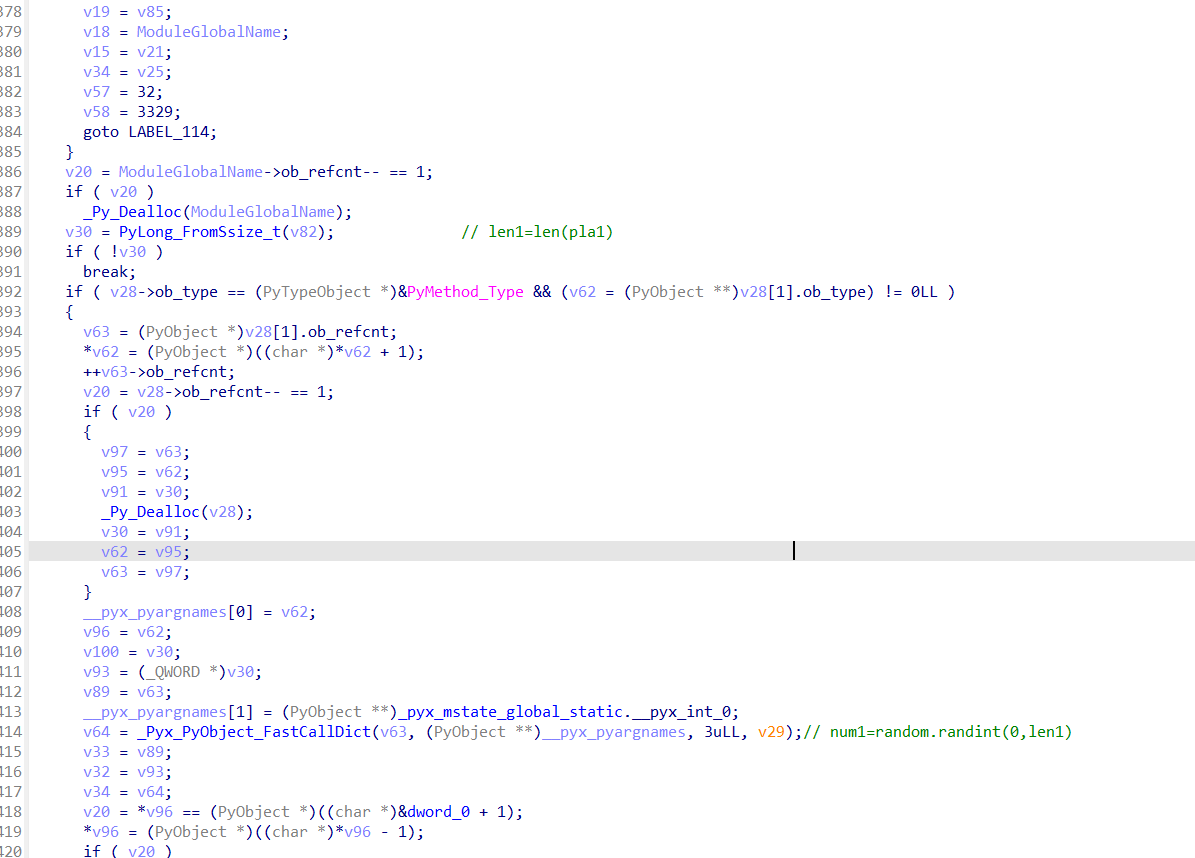 378 v19 = v85;
379 v18 = ModuleGlobalName;
380 v15 = v21;
381 v34 = v25;
382 v57 = 32;
383 v58 = 3329;
384 goto LABEL_114;
385 }
386 v20 = ModuleGlobalName->ob_refcnt-- == 1;
387 if ( v20 )
388 _Py_Dealloc(ModuleGlobalName);
389 v30 = PyLong_FromSsize_t(v82); // len1=len(pla1)
390 if ( !v30 )
391 break;
392 if ( v28->ob_type == (PyTypeObject *)&PyMethod_Type && (v62 = (PyObject **)v28[1].ob_type) != 0LL )
393 {
394 v63 = (PyObject *)v28[1].ob_refcnt;
395 *v62 = (PyObject *)((char *)*v62 + 1);
396 ++v63->ob_refcnt;
397 v20 = v28->ob_refcnt-- == 1;
398 if ( v20 )
399 {
400 v97 = v63;
401 v95 = v62;
402 v91 = v30;
403 _Py_Dealloc(v28);
404 v30 = v91;
405 v62 = v95;
406 v63 = v97;
407 }
408 __pyx_pyargnames[0] = v62;
409 v96 = v62;
410 v100 = v30;
411 v93 = (_QWORD *)v30;
412 v89 = v63;
413 __pyx_pyargnames[1] = (PyObject **)_pyx_mstate_global_static.__pyx_int_0;
414 v64 = _Pyx_PyObject_FastCallDict(v63, (PyObject **)__pyx_pyargnames, 3uLL, v29);// num1=random.randint(0,len1)
415 v33 = v89;
416 v32 = v93;
417 v34 = v64;
418 v20 = *v96 == (PyObject *)((char *)&dword_0 + 1);
419 *v96 = (PyObject *)((char *)*v96 - 1);
420 if ( v20 )